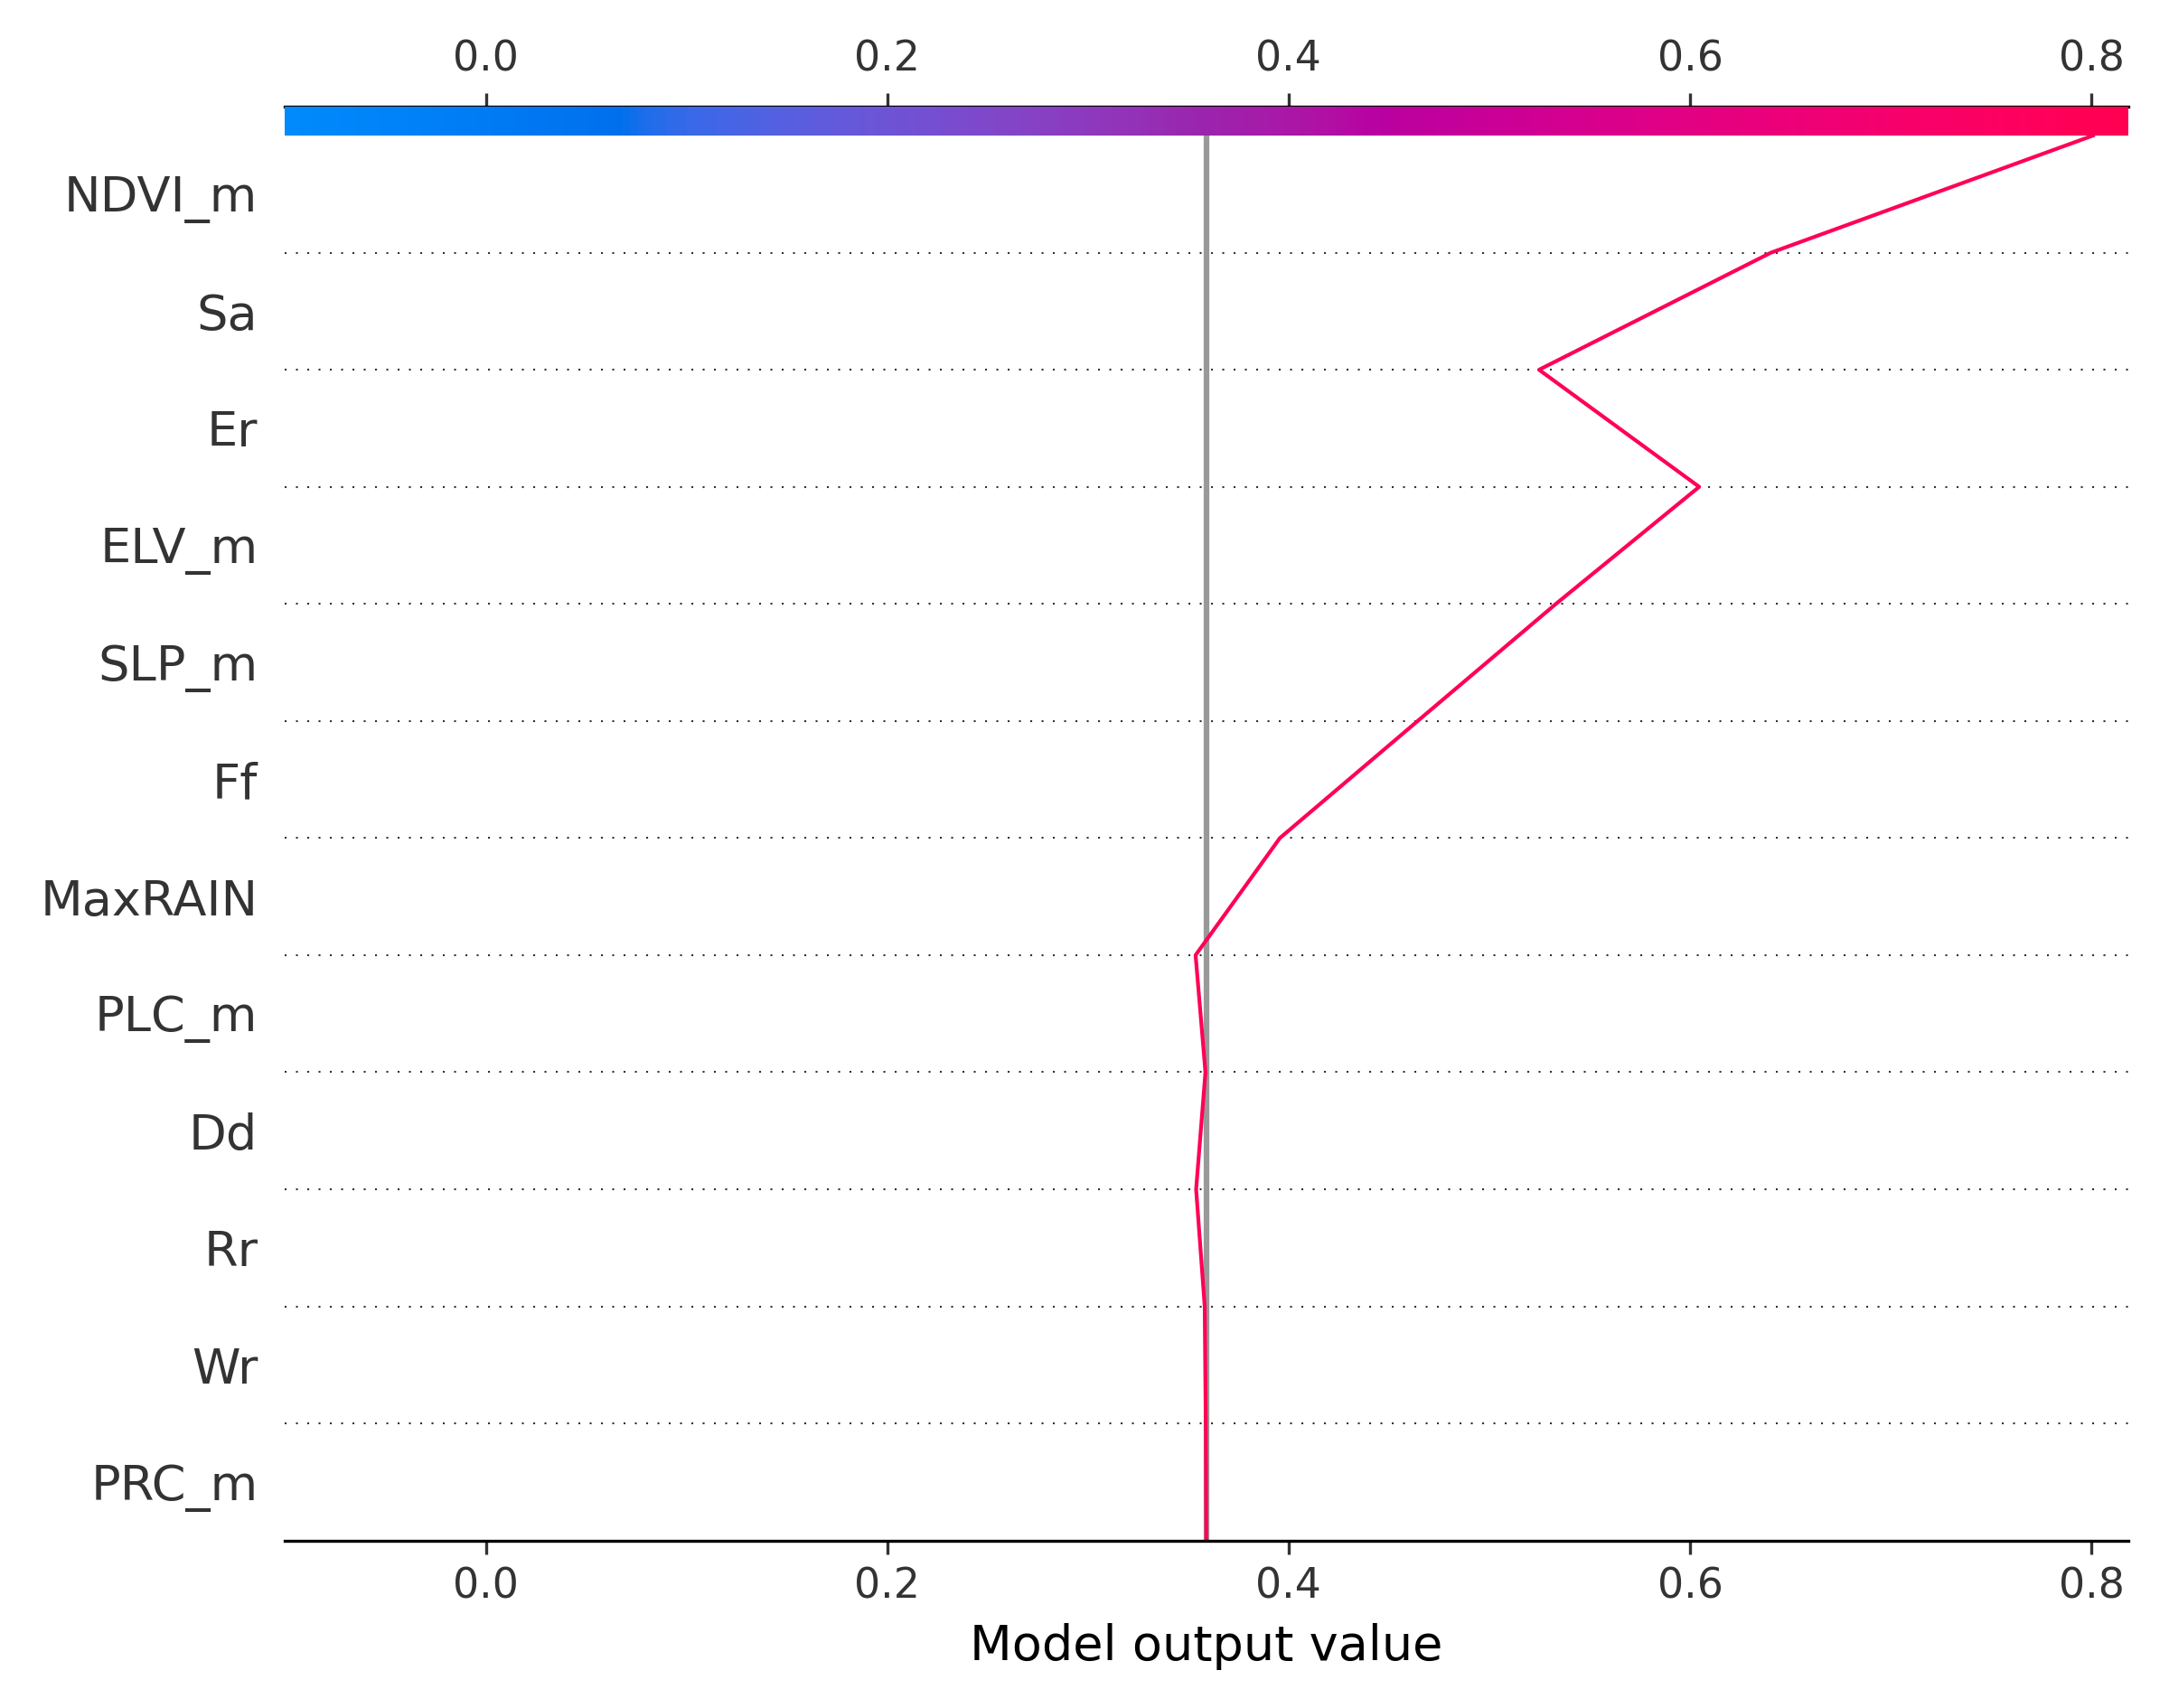 0.0 0.2 0.4 0.6 0.8
NDVI_m
Sa
Er
ELV_m
SLP_m
Ff
MaxRAIN
PLC_m
Dd
Rr
Wr
PRC_m
0.0 0.2 0.4 0.6 0.8
Model output value